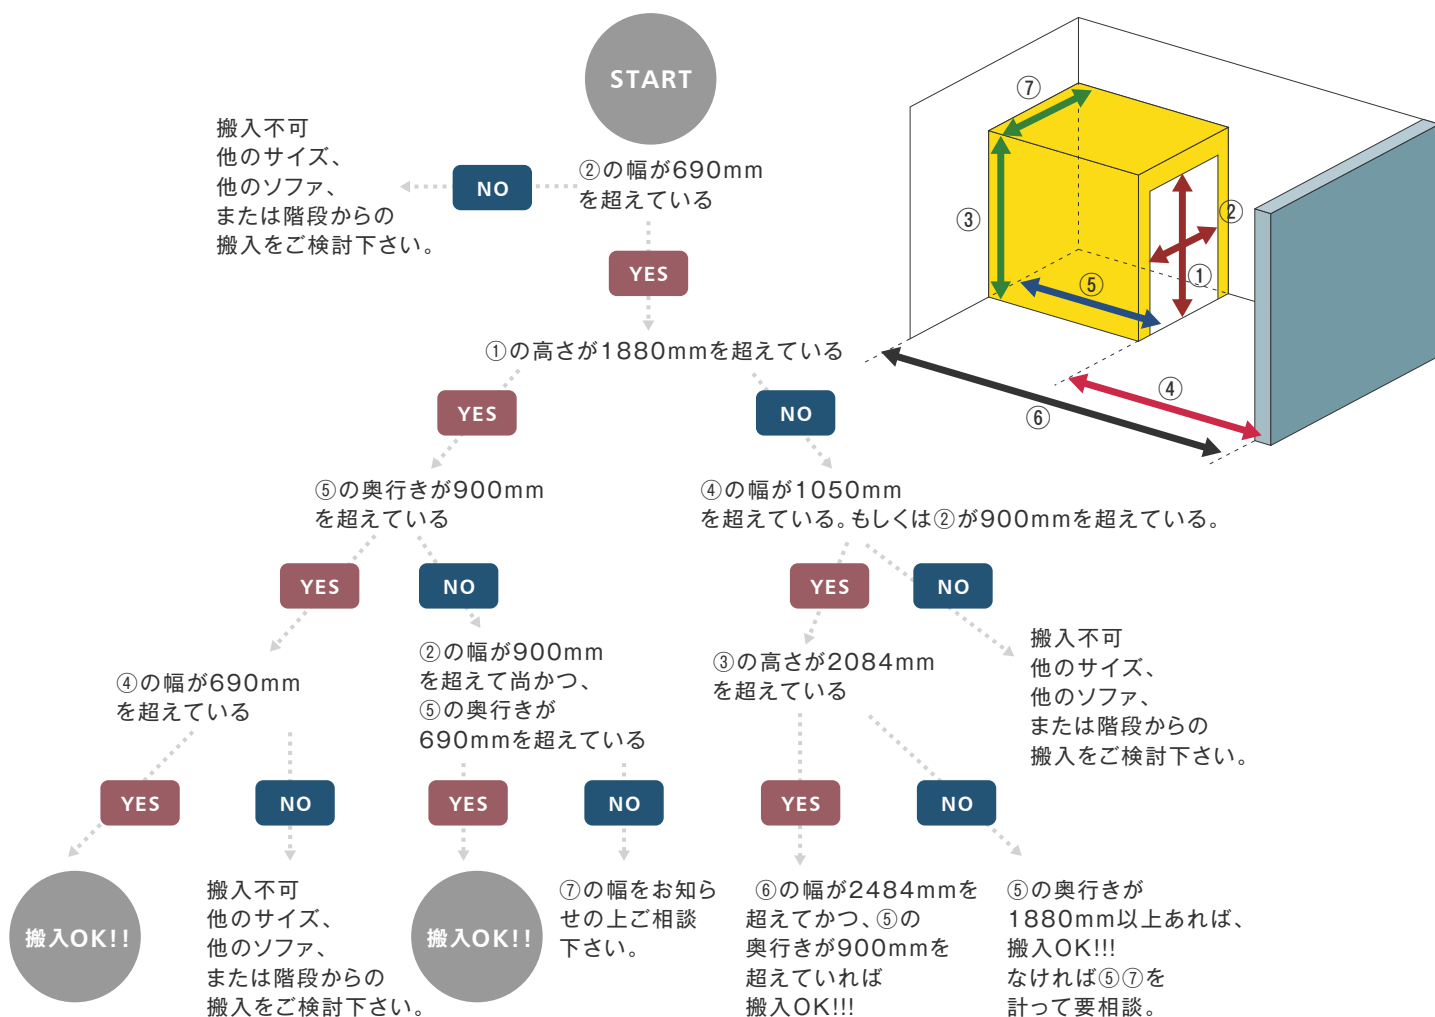 START
②の幅が690mm
を超えている
NO
搬入不可
他のサイズ、
他のソファ、
または階段からの
搬入をご検討下さい。
YES
①の高さが1880mmを超えている
YES
NO
⑤の奥行きが900mm
を超えている
④の幅が1050mm
を超えている。もしくは②が900mmを超えている。
YES
NO
YES
NO
④の幅が690mm
を超えている
②の幅が900mm
を超えて尚かつ、
⑤の奥行きが
690mmを超えている
③の高さが2084mm
を超えている
搬入不可
他のサイズ、
他のソファ、
または階段からの
搬入をご検討下さい。
YES
NO
YES
NO
YES
NO
搬入OK!!
搬入不可
他のサイズ、
他のソファ、
または階段からの
搬入をご検討下さい。
搬入OK!!
⑦の幅をお知ら
せの上ご相談
下さい。
⑥の幅が2484mmを
超えてかつ、⑤の
奥行きが900mmを
超えていれば
搬入OK!!!
⑤の奥行きが
1880mm以上あれば、
搬入OK!!!
なければ⑤⑦を
計って要相談。
⑦
③
②
①
⑤
④
⑥